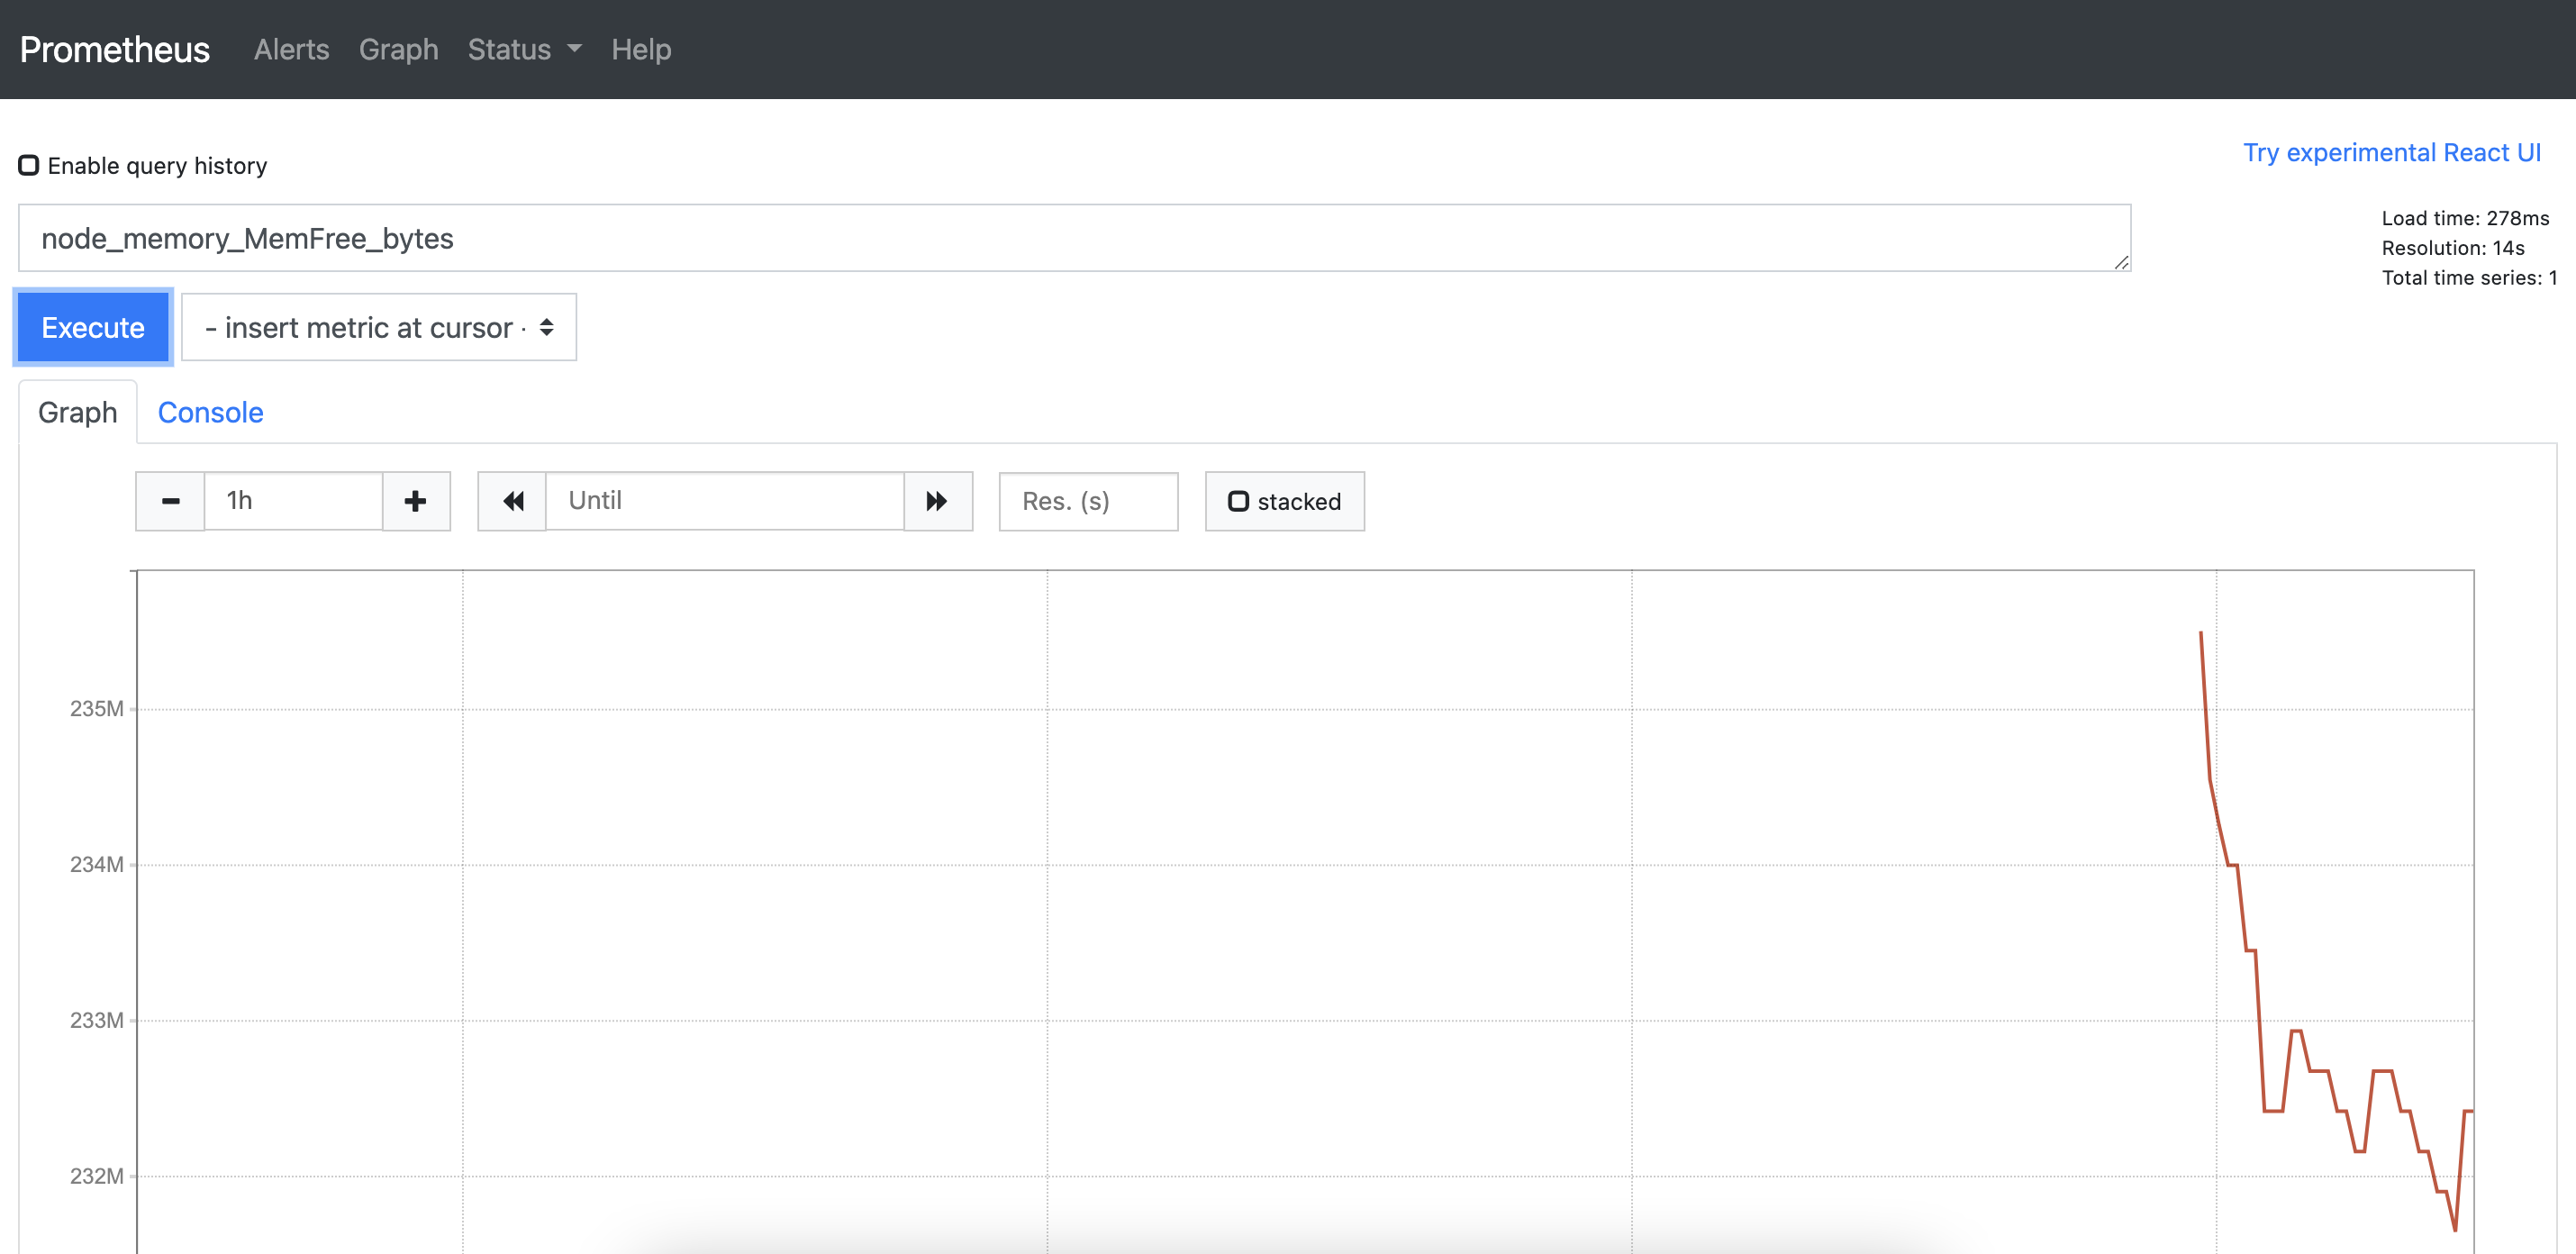 Prometheus Alerts Graph Status Help
Enable query history
Try experimental React UI
node_memory_MemFree_bytes
Load time: 278ms
Resolution: 14s
Total time series: 1
Execute
- insert metric at cursor -
Graph Console
1h Until Res. (s) stacked
235M
234M
233M
232M